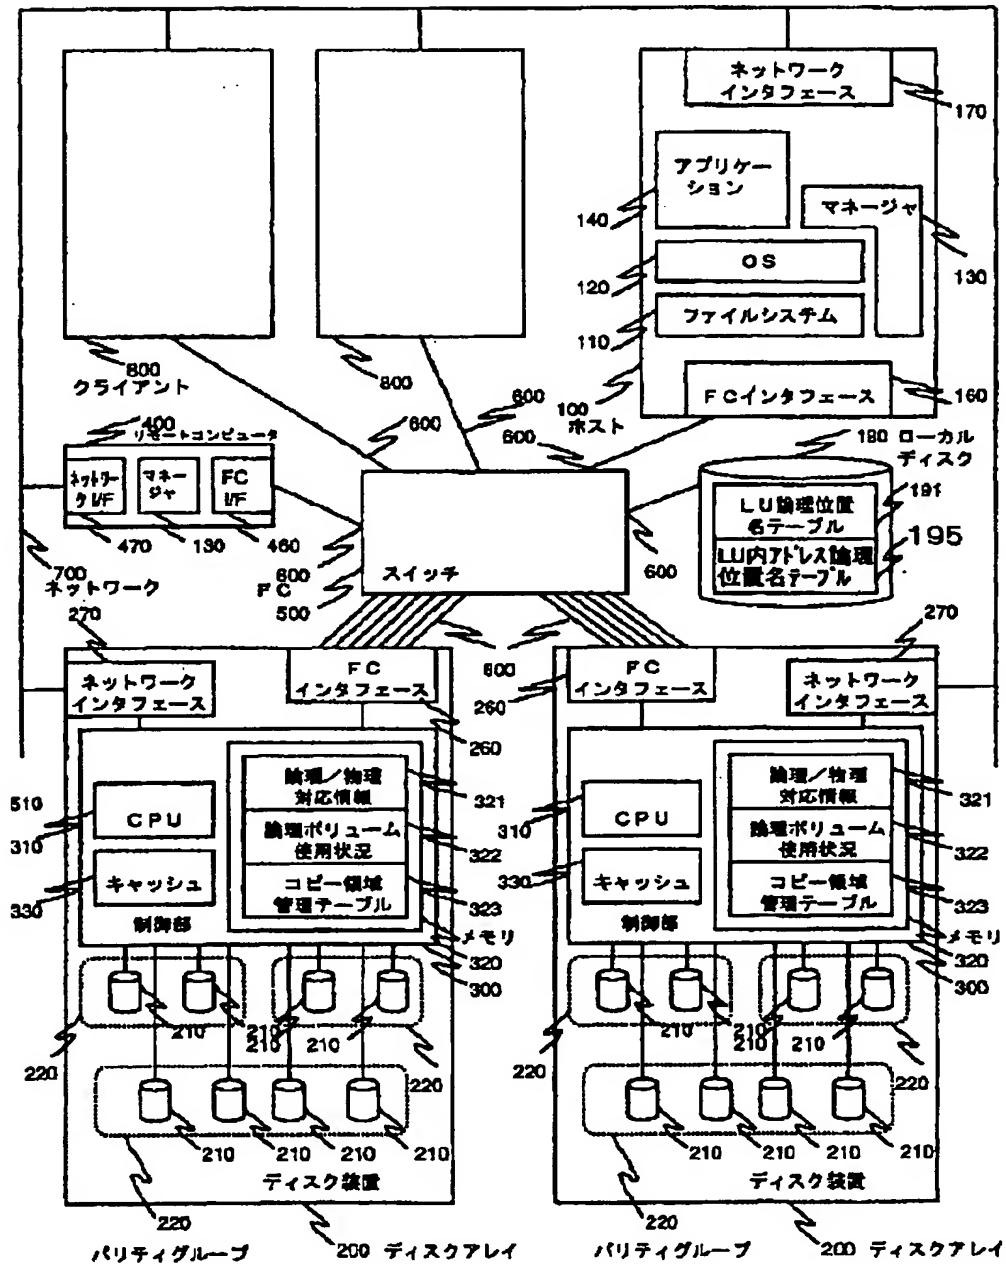 ネットワーク
インタフェース
170
アプリケー
ション
140
マネージャ
130
OS
120
ファイルシステム
110
FCインタフェース
160
800
クライアント
800
600
600
100
ホスト
600
400
リモートコンピュータ
ネットワー
クI/F
マネー
ジャ
FC
I/F
470
130
460
700
ネットワーク
600
FC
500
スイッチ
600
190 ローカル
ディスク
LU論理位置
名テーブル
191
LU内アドレス論理
位置名テーブル
195
270
ネットワーク
インタフェース
FC
インタフェース
260
600
FC
インタフェース
260
ネットワーク
インタフェース
270
510
CPU
310
キャッシュ
330
制御部
論理/物理
対応情報
321
論理ボリューム
使用状況
322
コピー領域
管理テーブル
323
メモリ
320
300
210
210
210
210
220
220
210
210
210
210
ディスク装置
220
パリティグループ
200 ディスクアレイ
CPU
310
キャッシュ
330
制御部
論理/物理
対応情報
321
論理ボリューム
使用状況
322
コピー領域
管理テーブル
323
メモリ
320
300
210
210
210
210
220
220
210
210
210
210
ディスク装置
220
パリティグループ
200 ディスクアレイ